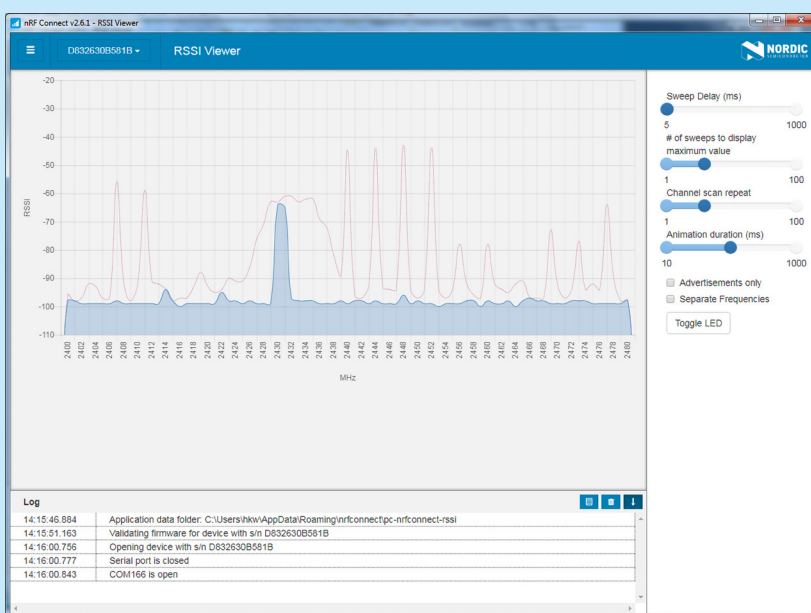 nRF Connect v2.6.1 - RSSI Viewer
D832630B581B
RSSI Viewer
NORDIC
SEMICONDUCTOR
-20
-30
-40
-50
-60
-70
-80
-90
-100
-110
RSSI
2400 2402 2404 2406 2408 2410 2412 2414 2416 2418 2420 2422 2424 2426 2428 2430 2432 2434 2436 2438 2440 2442 2444 2446 2448 2450 2452 2454 2456 2458 2460 2462 2464 2466 2468 2470 2472 2474 2476 2478 2480
MHz
Sweep Delay (ms)
5 1000
# of sweeps to display
maximum value
1 100
Channel scan repeat
1 100
Animation duration (ms)
10 1000
Advertisements only
Separate Frequencies
Toggle LED
Log
14:15:46.884 Application data folder: C:\Users\hkw\AppData\Roaming\nrfconnect\pc-nrfconnect-rssi
14:15:51.163 Validating firmware for device with s/n D832630B581B
14:16:00.756 Opening device with s/n D832630B581B
14:16:00.777 Serial port is closed
14:16:00.843 COM166 is open